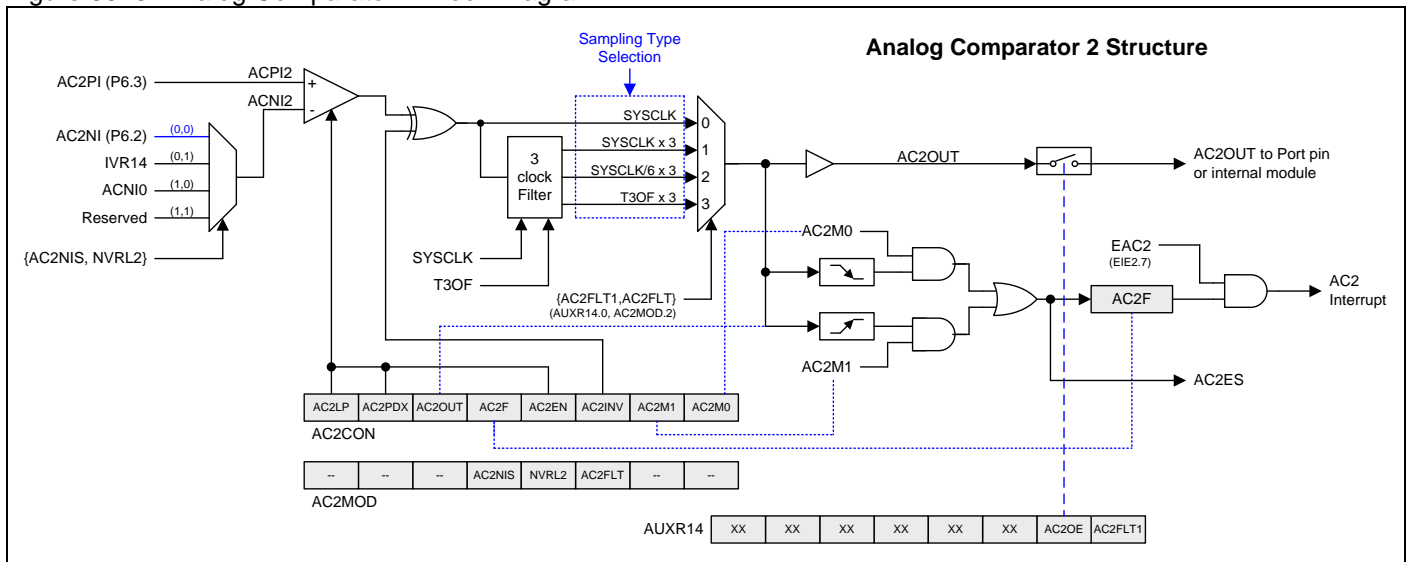 Analog Comparator 2 Structure
Sampling Type
Selection
AC2PI (P6.3)
ACPI2
+
ACNI2
-
AC2NI (P6.2)
(0,0)
IVR14
(0,1)
ACNI0
(1,0)
Reserved
(1,1)
{AC2NIS, NVRL2}
3
clock
Filter
SYSCLK
T3OF
SYSCLK
0
SYSCLK x 3
1
SYSCLK/6 x 3
2
T3OF x 3
3
{AC2FLT1,AC2FLT}
(AUXR14.0, AC2MOD.2)
AC2OUT
AC2OUT to Port pin
or internal module
AC2M0
AC2M1
EAC2
(EIE2.7)
AC2F
AC2
Interrupt
AC2ES
AC2LP AC2PDX AC2OUT AC2F AC2EN AC2INV AC2M1 AC2M0
AC2CON
-- -- -- AC2NIS NVRL2 AC2FLT -- --
AC2MOD
AUXR14 XX XX XX XX XX XX AC2OE AC2FLT1